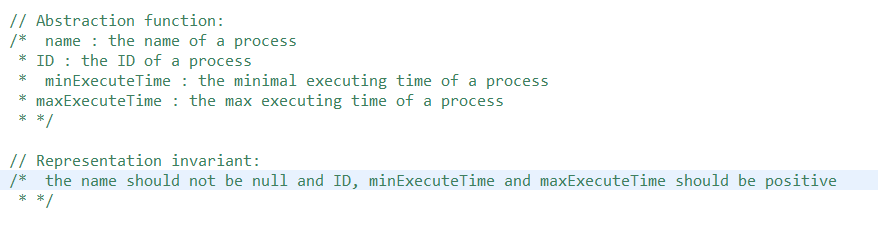 // Abstraction function:
/*  name : the name of a process
 * ID : the ID of a process
 *  minExecuteTime : the minimal executing time of a process
 * maxExecuteTime : the max executing time of a process
 * */
// Representation invariant:
/*  the name should not be null and ID, minExecuteTime and maxExecuteTime should be positive
 * */